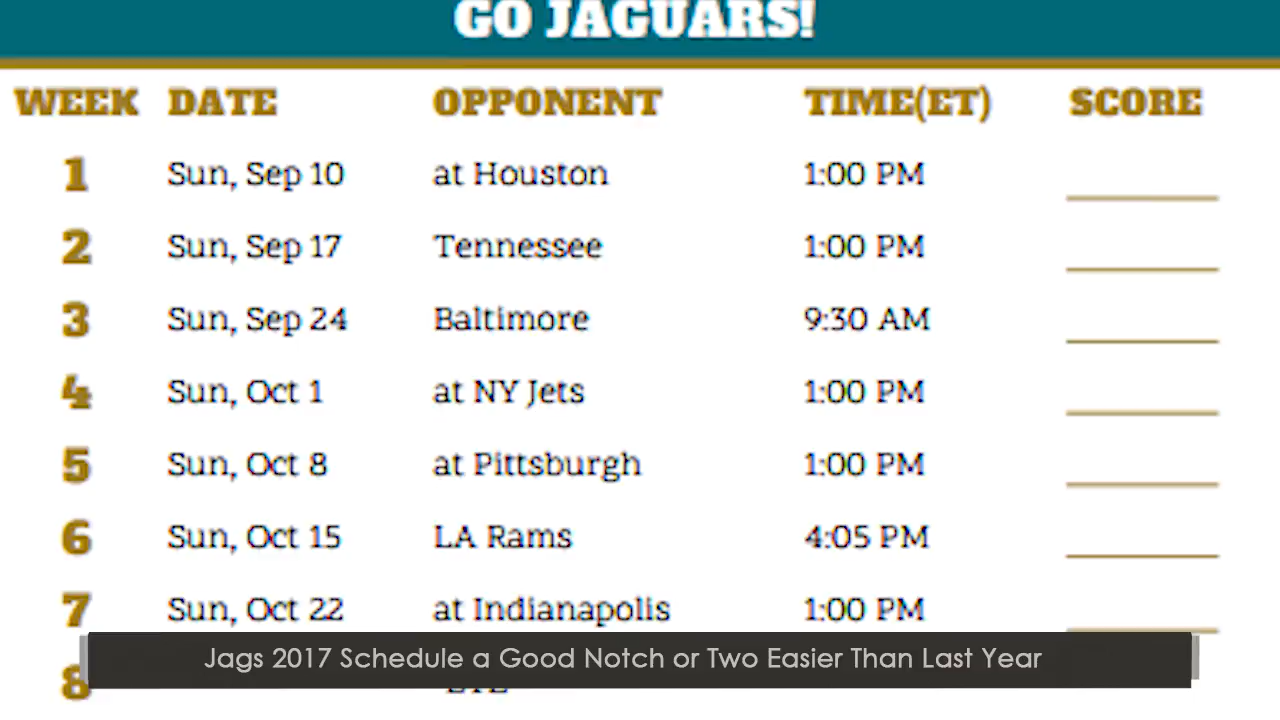 GO JAGUARS!
WEEK DATE OPPONENT TIME(ET) SCORE
1 Sun, Sep 10 at Houston 1:00 PM
2 Sun, Sep 17 Tennessee 1:00 PM
3 Sun, Sep 24 Baltimore 9:30 AM
4 Sun, Oct 1 at NY Jets 1:00 PM
5 Sun, Oct 8 at Pittsburgh 1:00 PM
6 Sun, Oct 15 LA Rams 4:05 PM
7 Sun, Oct 22 at Indianapolis 1:00 PM
Jags 2017 Schedule a Good Notch or Two Easier Than Last Year
8